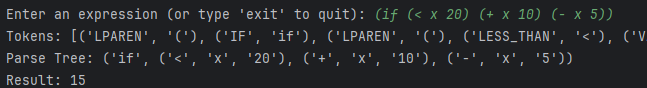 Enter an expression (or type 'exit' to quit): (if (< x 20) (+ x 10) (- x 5))
Tokens: [('LPAREN', '('), ('IF', 'if'), ('LPAREN', '('), ('LESS_THAN', '<'), ('V
Parse Tree: ('if', ('<', 'x', '20'), ('+', 'x', '10'), ('-', 'x', '5'))
Result: 15